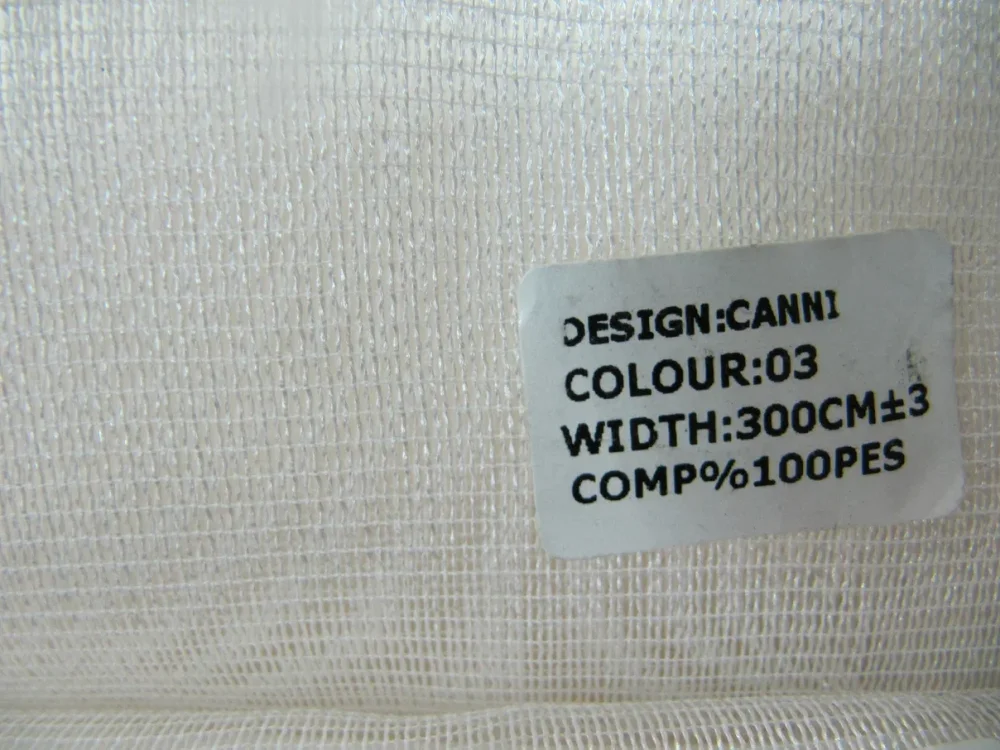 DESIGN:CANNI
COLOUR:03
WIDTH:300CM±3
COMP%100PES